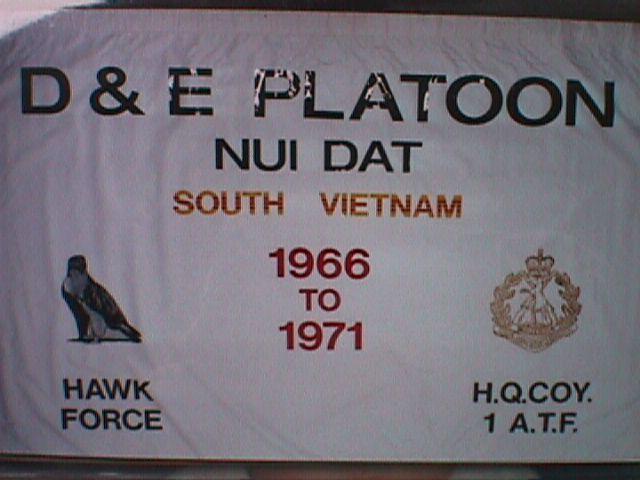 D & E PLATOON
NUI DAT
SOUTH VIETNAM
1966
TO
1971
HAWK
FORCE
H.Q.COY.
1 A.T.F.